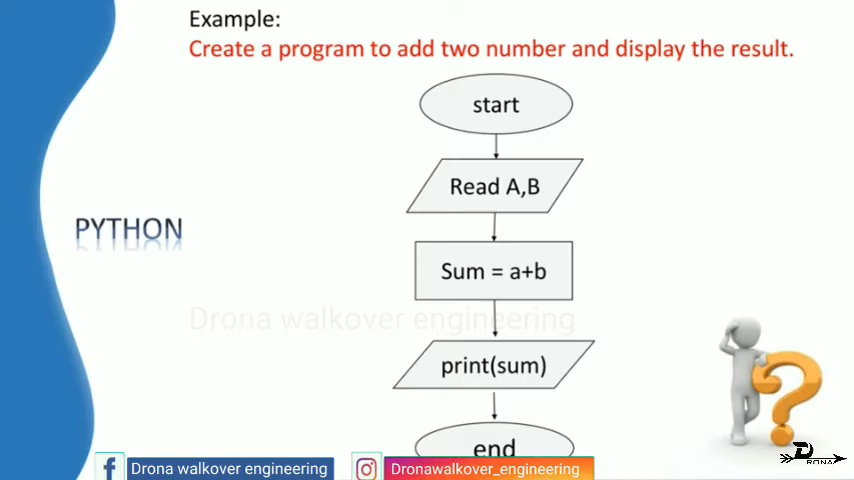 Example:
Create a program to add two number and display the result.
start
Read A,B
PYTHON
Sum = a+b
Drona walkover engineering
print(sum)
end
Drona walkover engineering
Dronawalkover_engineering
DRONA